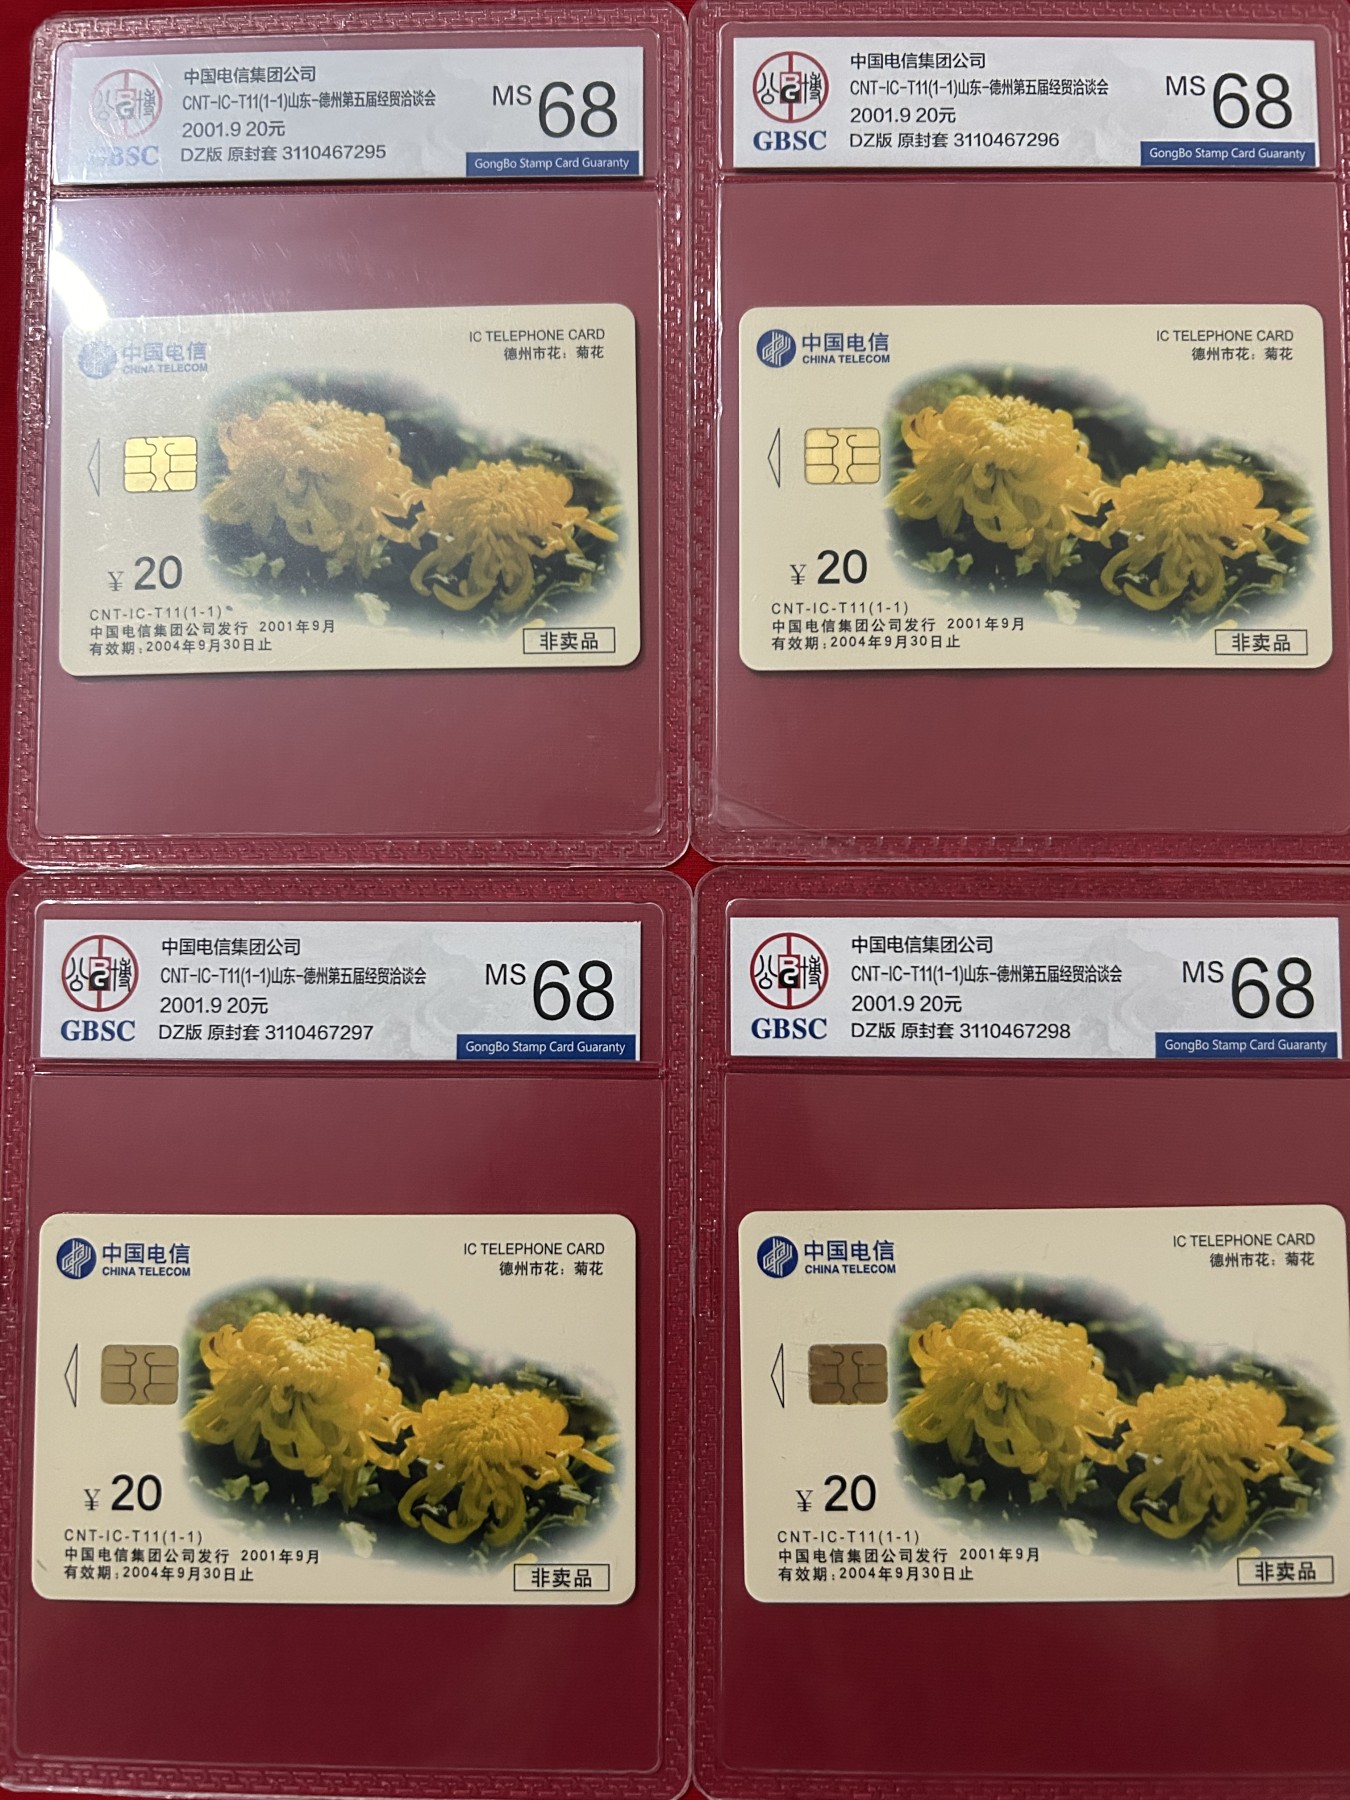 中国电信集团公司
CNT-IC-T11(1-1)山东-德州第五届经贸洽谈会
2001.9 20元
DZ版 原封套 3110467295
MS 68
公 BG 博
GBSC
GongBo Stamp Card Guaranty
中国电信
CHINA TELECOM
IC TELEPHONE CARD
德州市花：菊花
¥ 20
CNT-IC-T11(1-1)
中国电信集团公司发行 2001年9月
有效期:2004年9月30日止
非卖品
中国电信集团公司
CNT-IC-T11(1-1)山东-德州第五届经贸洽谈会
2001.9 20元
DZ版 原封套 3110467296
MS 68
公 BG 博
GBSC
GongBo Stamp Card Guaranty
中国电信
CHINA TELECOM
IC TELEPHONE CARD
德州市花：菊花
¥ 20
CNT-IC-T11(1-1)
中国电信集团公司发行 2001年9月
有效期:2004年9月30日止
非卖品
中国电信集团公司
CNT-IC-T11(1-1)山东-德州第五届经贸洽谈会
2001.9 20元
DZ版 原封套 3110467297
MS 68
公 BG 博
GBSC
GongBo Stamp Card Guaranty
中国电信
CHINA TELECOM
IC TELEPHONE CARD
德州市花：菊花
¥ 20
CNT-IC-T11(1-1)
中国电信集团公司发行 2001年9月
有效期:2004年9月30日止
非卖品
中国电信集团公司
CNT-IC-T11(1-1)山东-德州第五届经贸洽谈会
2001.9 20元
DZ版 原封套 3110467298
MS 68
公 BG 博
GBSC
GongBo Stamp Card Guaranty
中国电信
CHINA TELECOM
IC TELEPHONE CARD
德州市花：菊花
¥ 20
CNT-IC-T11(1-1)
中国电信集团公司发行 2001年9月
有效期:2004年9月30日止
非卖品